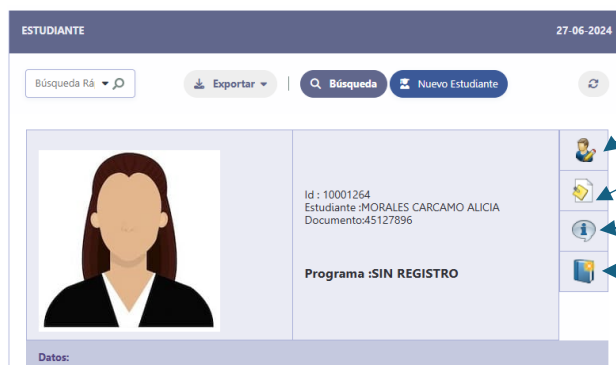 ESTUDIANTE 27-06-2024
Búsqueda Rá Exportar Búsqueda Nuevo Estudiante
Id : 10001264
Estudiante :MORALES CARCAMO ALICIA
Documento:45127896
Programa :SIN REGISTRO
Datos: